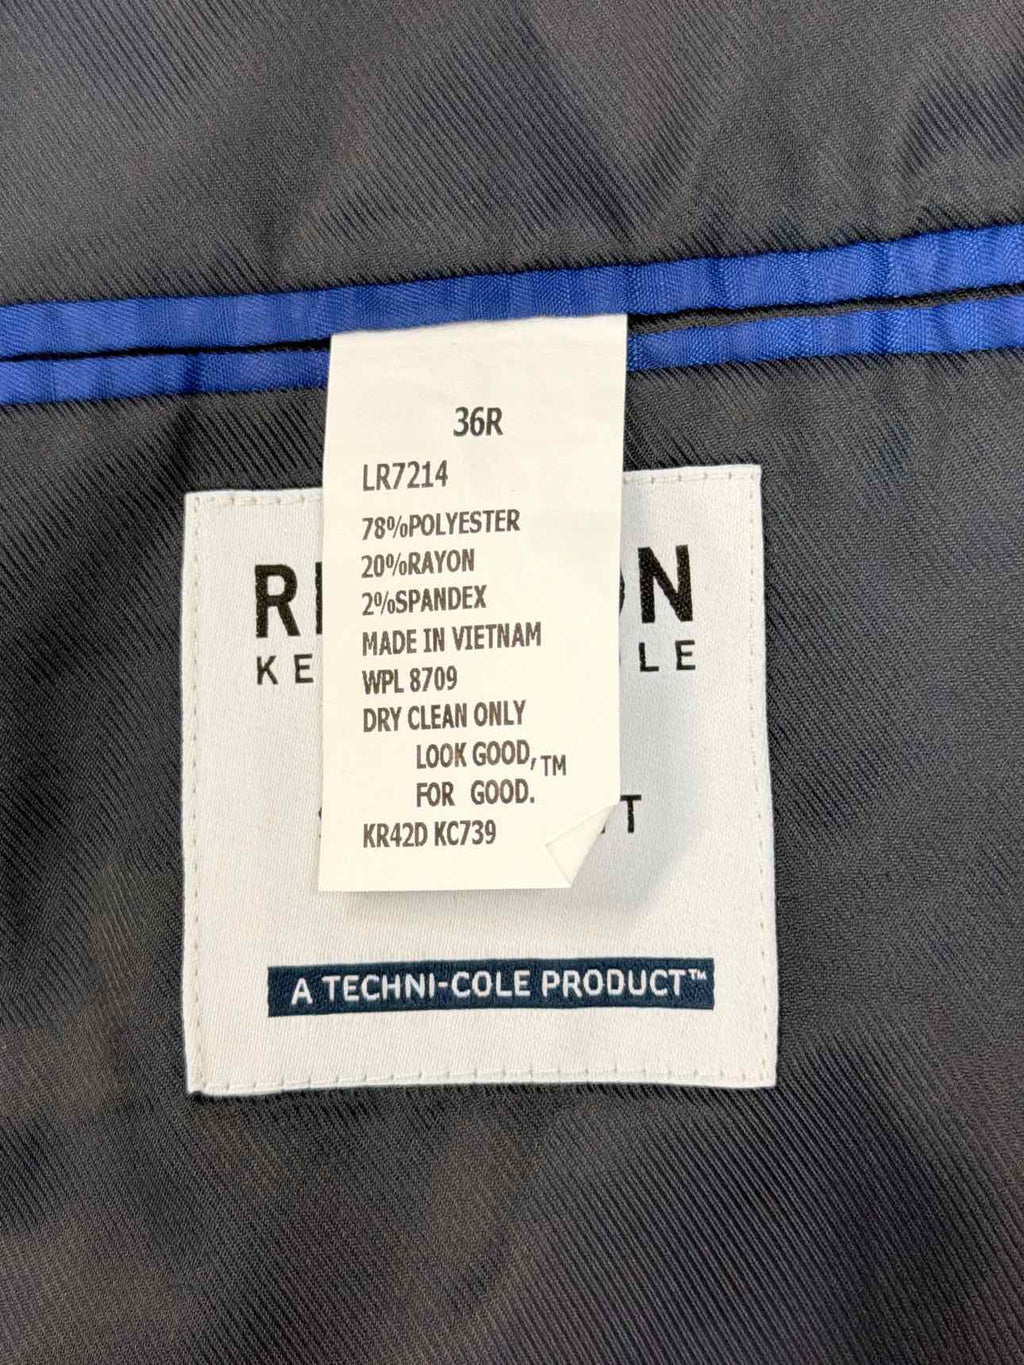 36R
LR7214
78%POLYESTER
20%RAYON
2%SPANDEX
MADE IN VIETNAM
WPL 8709
DRY CLEAN ONLY
LOOK GOOD,TM
FOR GOOD.
KR42D KC739
A TECHNI-COLE PRODUCT™